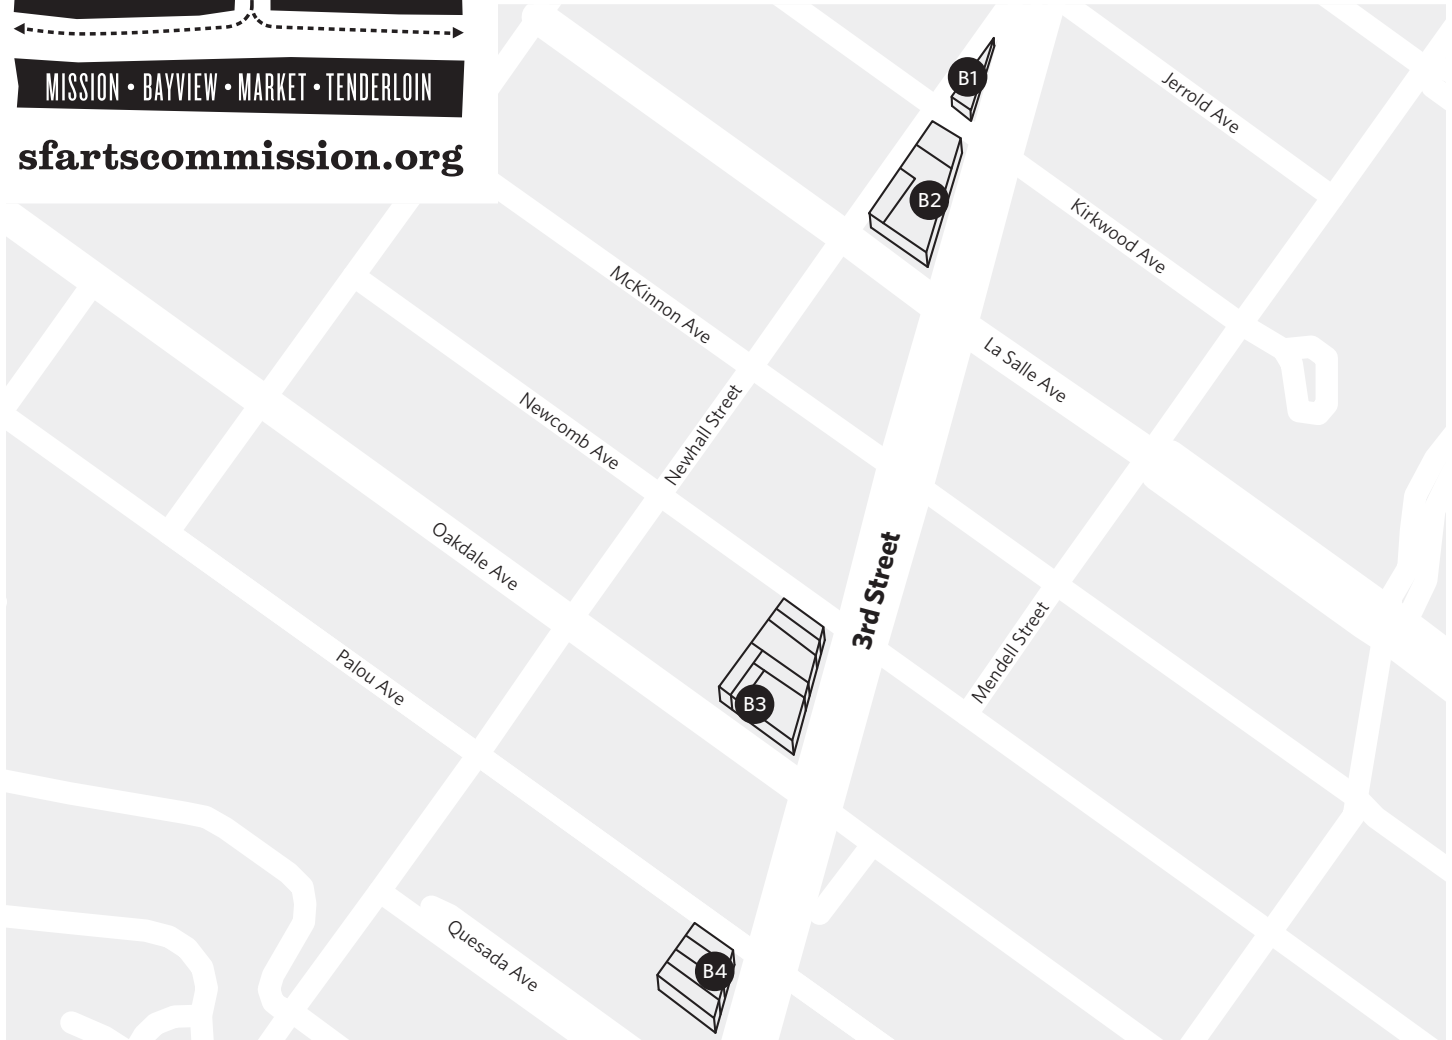 MISSION • BAYVIEW • MARKET • TENDERLOIN
sfartscommission.org
B1
Jerrold Ave
B2
Kirkwood Ave
McKinnon Ave
La Salle Ave
Newhall Street
Newcomb Ave
Oakdale Ave
3rd Street
Mendell Street
Palou Ave
B3
Quesada Ave
B4